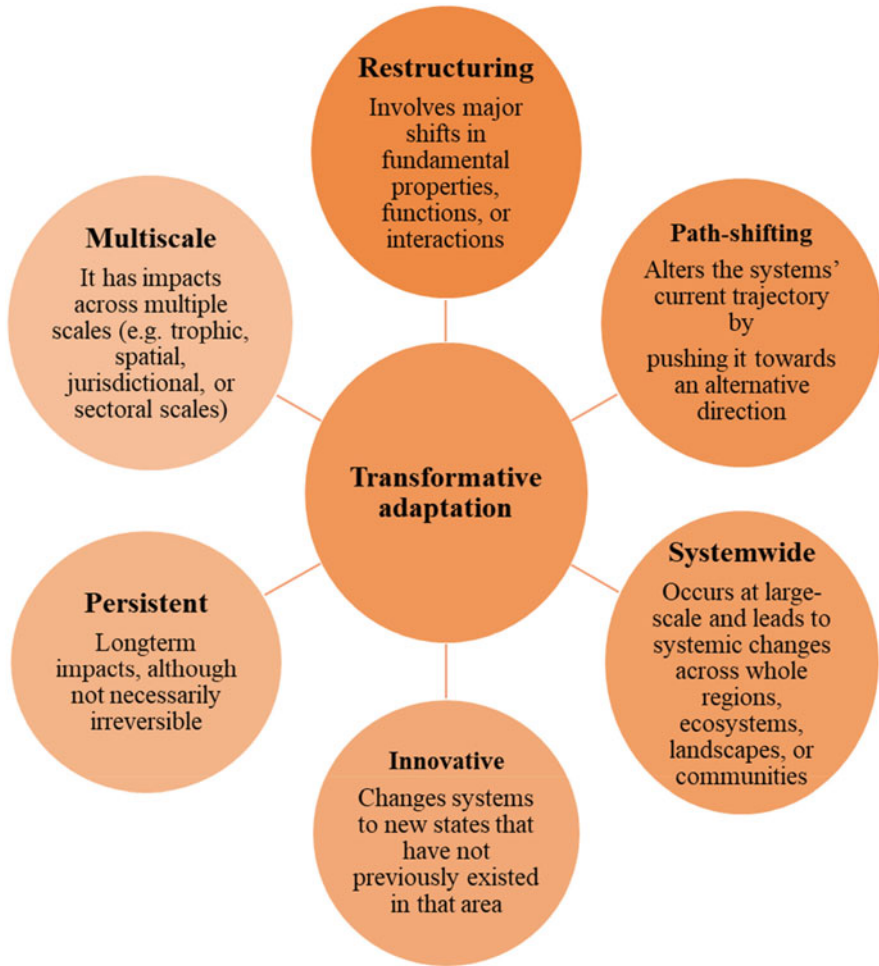 Restructuring
Involves major
shifts in
fundamental
properties,
functions, or
interactions
Path-shifting
Alters the systems’
current trajectory
by
pushing it towards
an alternative
direction
Systemwide
Occurs at large-
scale and leads to
systemic changes
across whole
regions,
ecosystems,
landscapes, or
communities
Innovative
Changes systems
to new states that
have not
previously existed
in that area
Persistent
Longterm
impacts, although
not necessarily
irreversible
Multiscale
It has impacts
across multiple
scales (e.g. trophic,
spatial,
jurisdictional, or
sectoral scales)
Transformative
adaptation